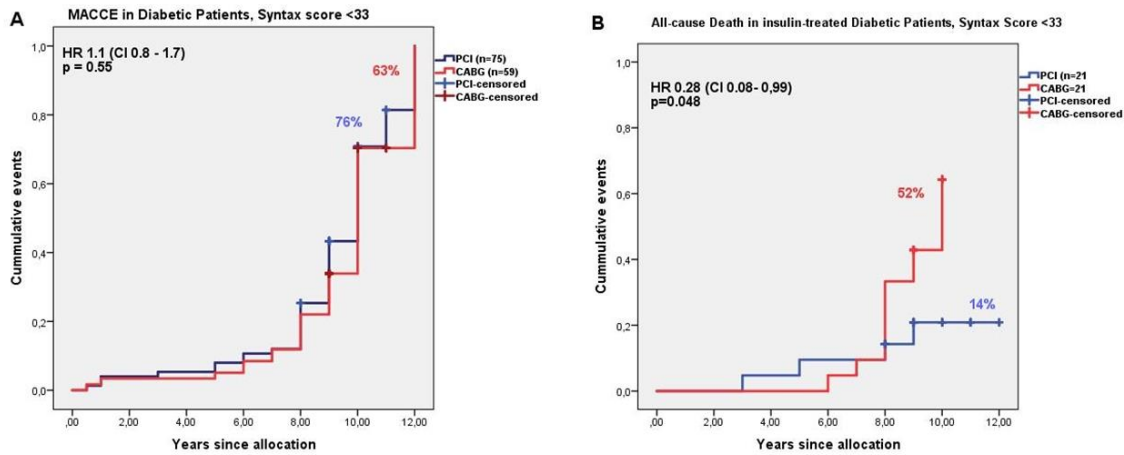 A
MACCE in Diabetic Patients, Syntax score <33
HR 1.1 (CI 0.8 - 1.7)
p = 0.55
63%
76%
PCI (n=75)
CABG (n=59)
PCI-censored
CABG-censored
Cummulative events
1,0
0,8
0,6
0,4
0,2
0,0
,00
2,00
4,00
6,00
8,00
10,00
12,00
Years since allocation
B
All-cause Death in insulin-treated Diabetic Patients, Syntax Score <33
HR 0.28 (CI 0.08- 0,99)
p=0.048
52%
14%
PCI (n=21
CABG=21
PCI-censored
CABG-censored
Cummulative events
1,0
0,8
0,6
0,4
0,2
0,0
,00
2,00
4,00
6,00
8,00
10,00
12,00
Years since allocation